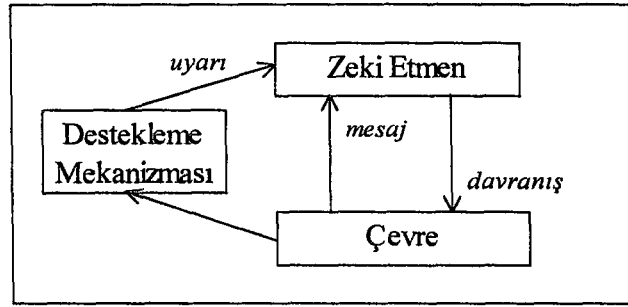 uyarı
Zeki Etmen
Destekleme
Mekanizması
mesaj
davranış
Çevre